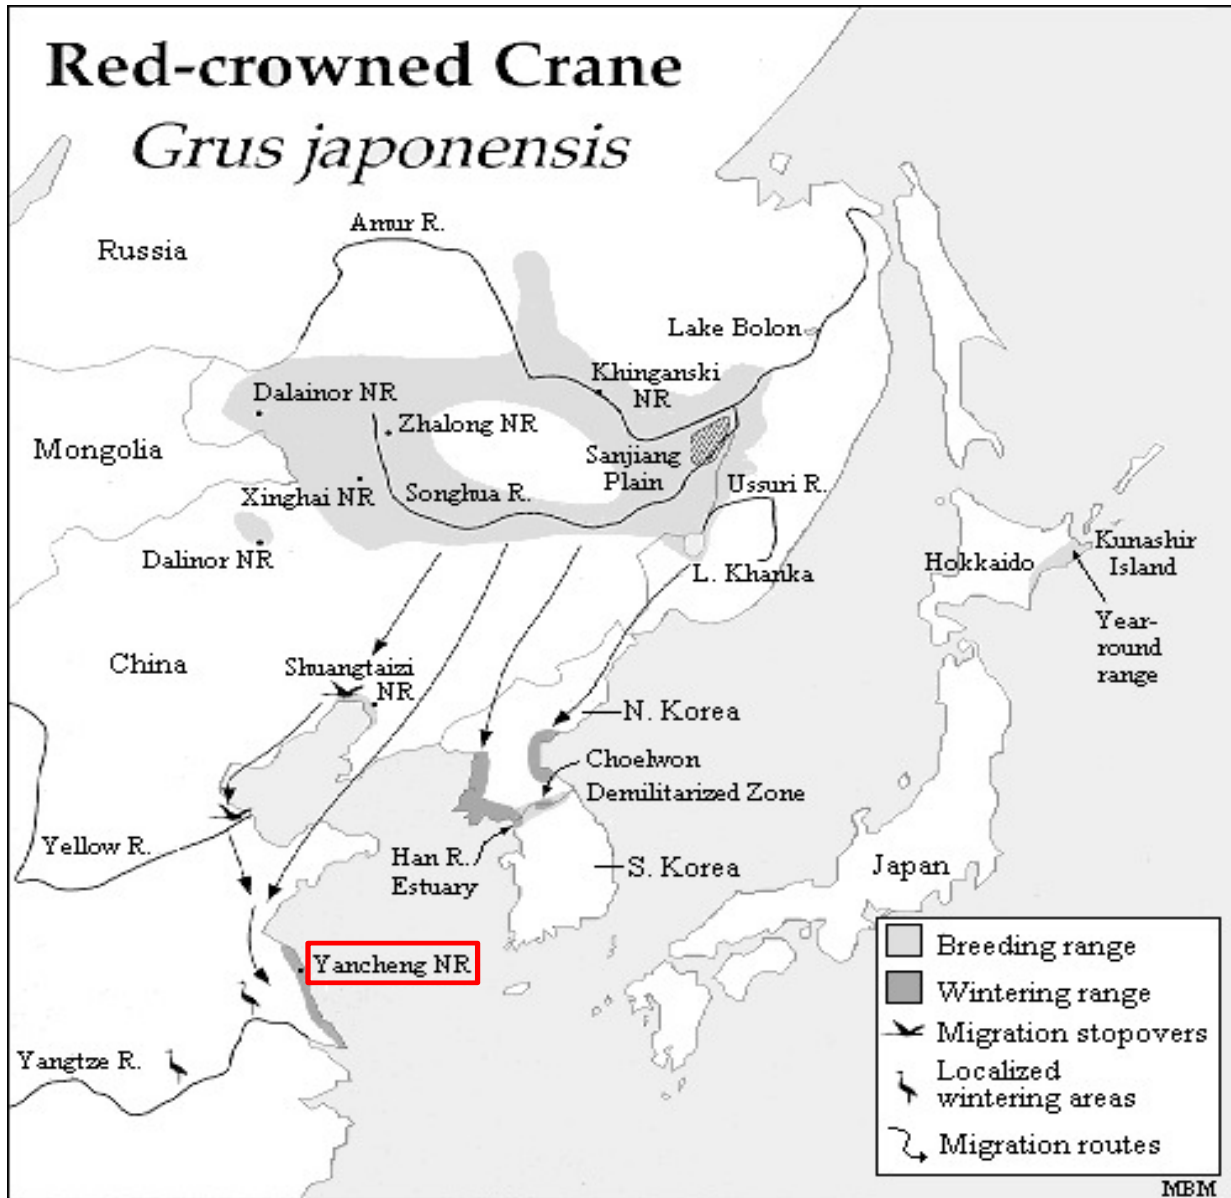 Red-crowned Crane
Grus japonensis
Amur R.
Russia
Lake Bolon
Khinganski
NR
Dalainor NR
Zhalong NR
Mongolia
Sanjiang
Plain
Ussuri R.
Xinghai NR
Songhua R.
Dalinor NR
L. Khanka
Hokkaido
Kunashir
Island
Year-
round
range
China
Shuangtaizi
NR
N. Korea
Choelwon
Demilitarized Zone
Yellow R.
Han R.
Estuary
S. Korea
Japan
Yancheng NR
Yangtze R.
Breeding range
Wintering range
Migration stopovers
Localized
wintering areas
Migration routes
MBM